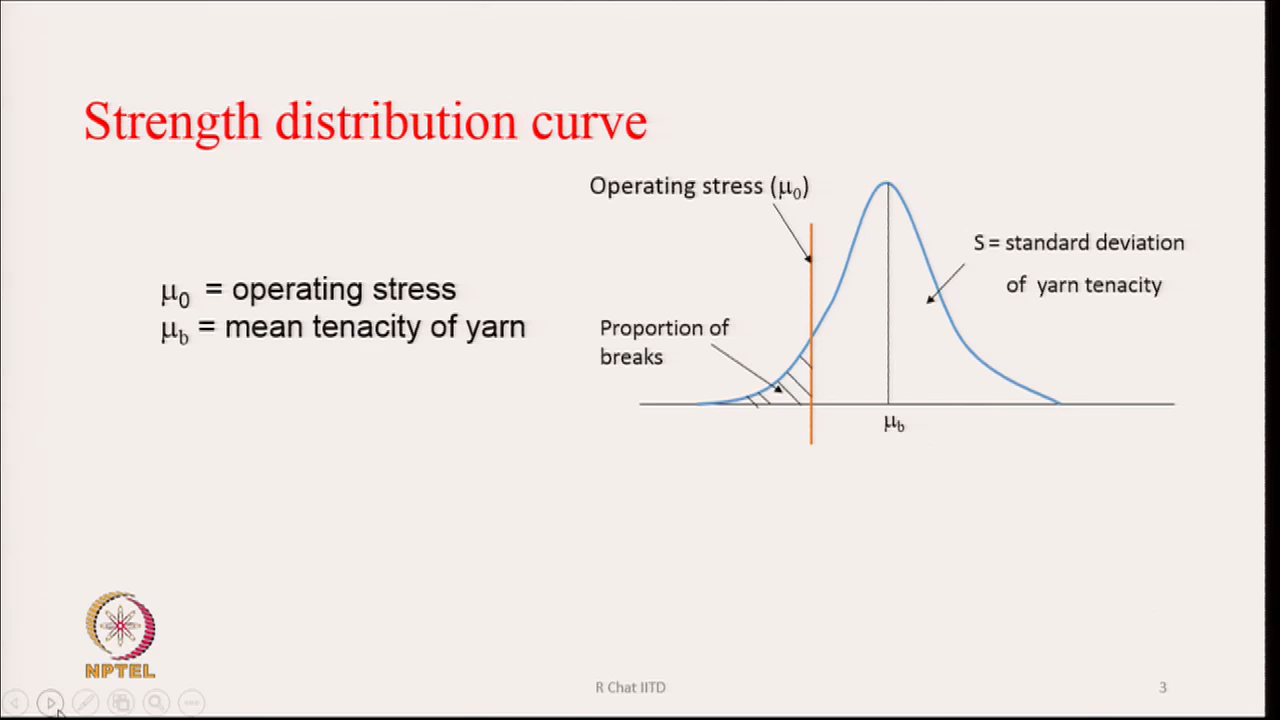 Strength distribution curve
Operating stress (μ0)
S = standard deviation
of yarn tenacity
μ0 = operating stress
μb = mean tenacity of yarn
Proportion of
breaks
μb
NPTEL
R Chat IITD
3